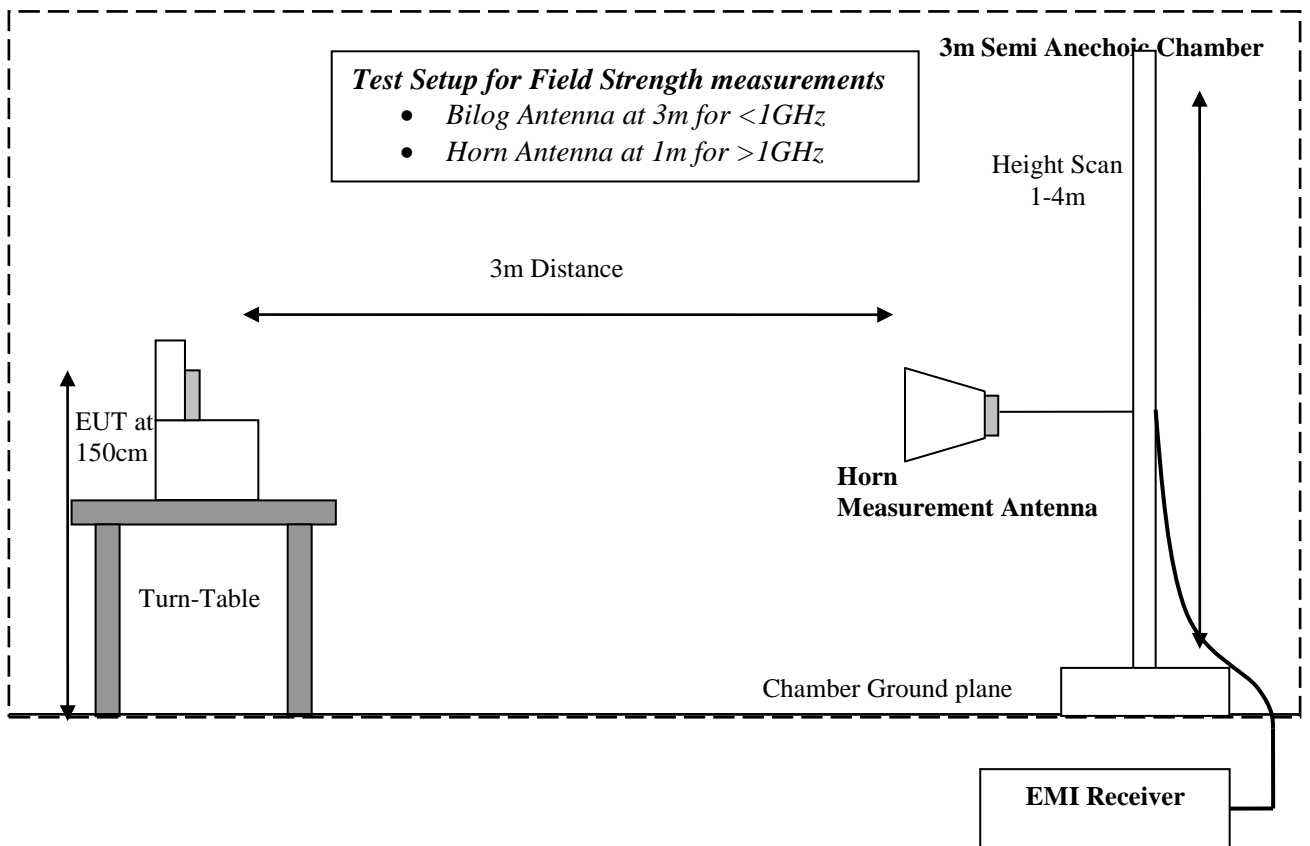 3m Semi Anechoic Chamber
Test Setup for Field Strength measurements
• Bilog Antenna at 3m for <1GHz
• Horn Antenna at 1m for >1GHz
Height Scan
1-4m
3m Distance
EUT at
150cm
Horn
Measurement Antenna
Turn-Table
Chamber Ground plane
EMI Receiver